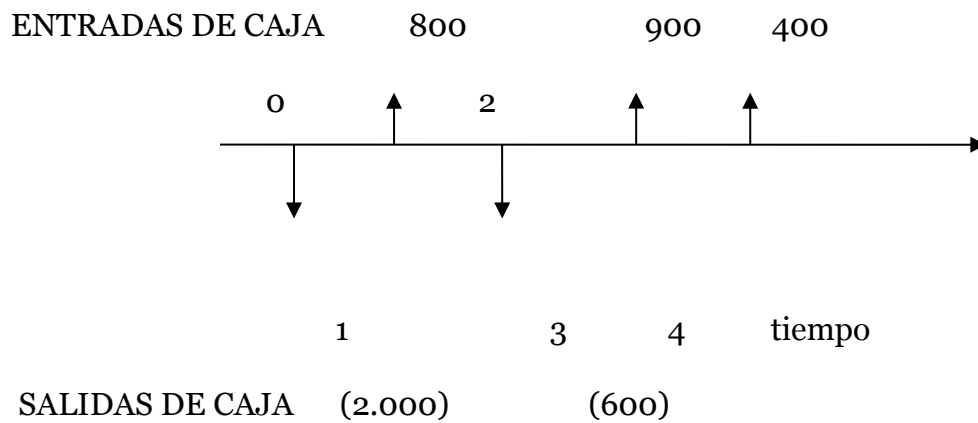 ENTRADAS DE CAJA 800 900 400
0 2
1 3 4 tiempo
SALIDAS DE CAJA (2.000) (600)